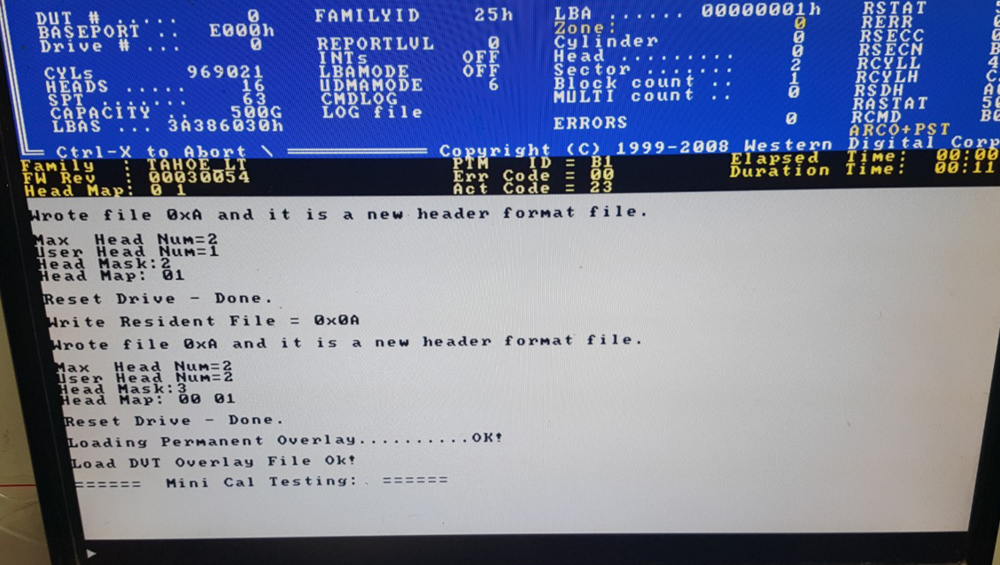 DUT # ..... 0 FAMILYID 25h LBA ...... 00000001h RSTAT
BASEPORT .. E000h Zone: 0 RERR
Drive # ... 0 REPORTLVL 0 Cylinder 0 RSECC
INTs OFF Head ......... 0 RSECN
CYLs 969021 LBAMODE OFF Sector ....... 2 RCYLL
HEADS ..... 16 UDMAMODE 6 Block count .. 1 RCYLH
SPT ....... 63 CMDLOG MULTI count .. 0 RSDH
CAPACITY .. 500G LOG file RASTAT
LBAS ... 3A386030h ERRORS 0 RCMD
ARCO+PST
Ctrl-X to Abort \ Copyright (C) 1999-2008 Western Digital Corp
Family : TAHOE_LT PTM ID = B1 Elapsed Time: 00:00
FW Rev : 00030054 Err Code = 00 Duration Time: 00:11
Head Map: 0 1 Act Code = 23
Wrote file 0xA and it is a new header format file.
Max Head Num=2
User Head Num=1
Head Mask:2
Head Map: 01
Reset Drive - Done.
Write Resident File = 0x0A
Wrote file 0xA and it is a new header format file.
Max Head Num=2
User Head Num=2
Head Mask:3
Head Map: 00 01
Reset Drive - Done.
Loading Permanent Overlay..........OK!
Load DVT Overlay File Ok!
====== Mini Cal Testing: ======